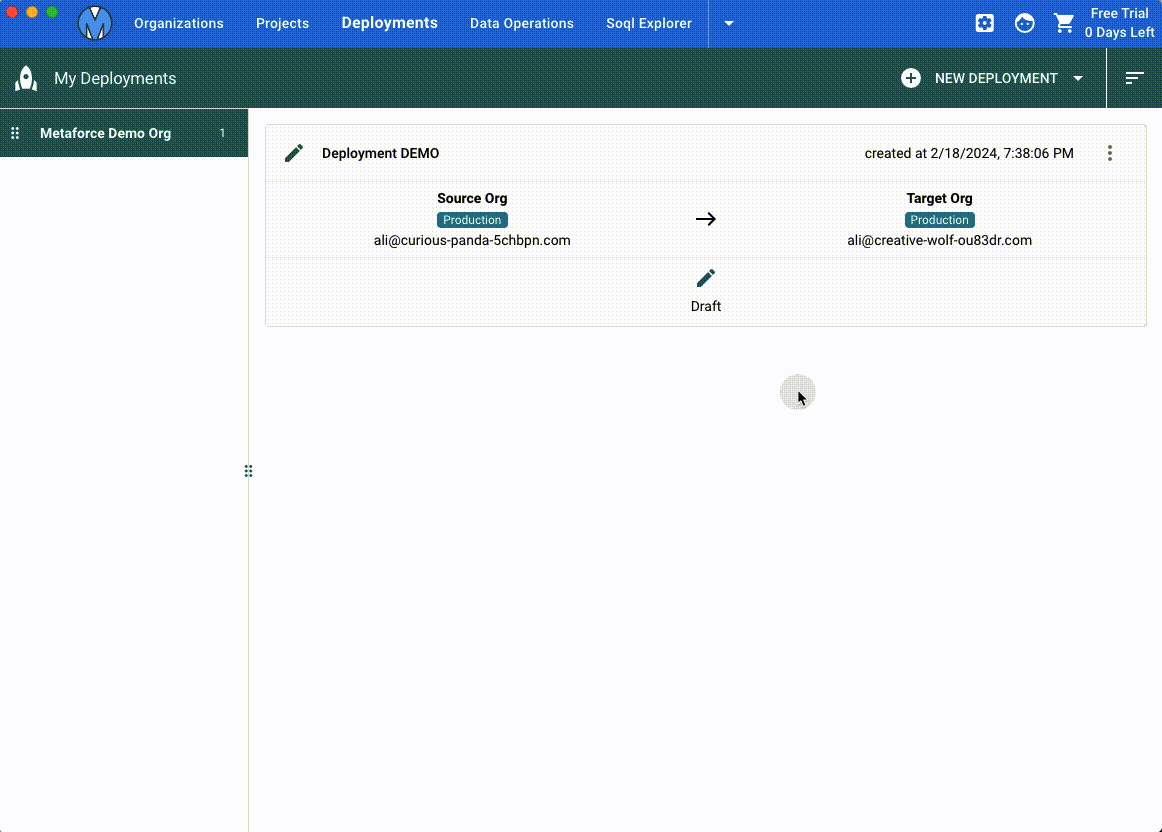 Organizations Projects Deployments Data Operations Soql Explorer Free Trial
0 Days Left
My Deployments NEW DEPLOYMENT
Metaforce Demo Org 1
Deployment DEMO created at 2/18/2024, 7:38:06 PM
Source Org Target Org
Production Production
ali@curious-panda-5chbpn.com ali@creative-wolf-ou83dr.com
Draft